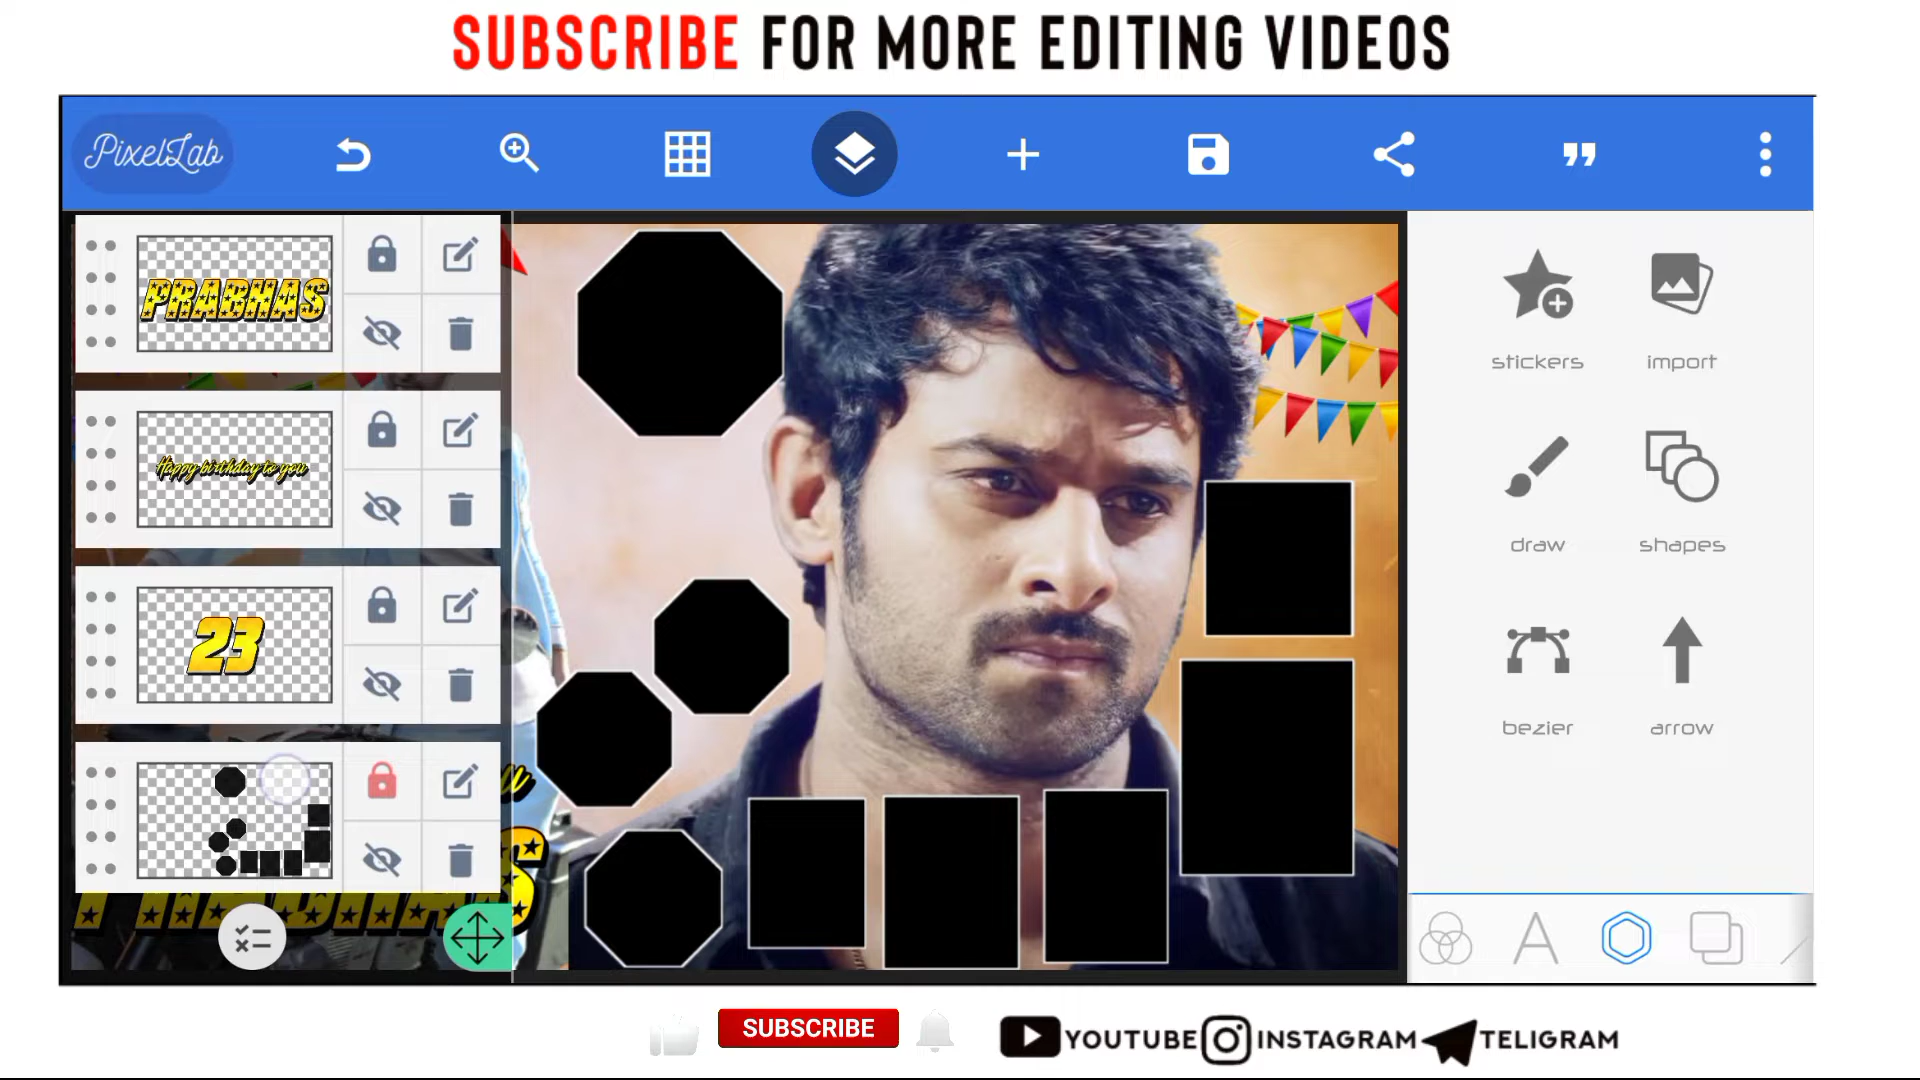 SUBSCRIBE FOR MORE EDITING VIDEOS
PixelLab
PRABHAS
Happy birthday to you
23
stickers
import
draw
shapes
bezier
arrow
A
SUBSCRIBE
YOUTUBE
INSTAGRAM
TELIGRAM